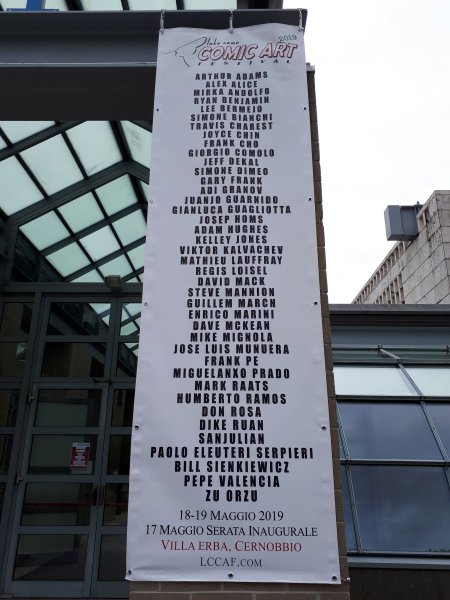 lake como 2019
COMIC ART
FESTIVAL
ARTHUR ADAMS
ALEX ALICE
MIRKA ANDOLFO
RYAN BENJAMIN
LEE BERMEJO
SIMONE BIANCHI
TRAVIS CHAREST
JOYCE CHIN
FRANK CHO
GIORGIO COMOLO
JEFF DEKAL
SIMONE DIMEO
GARY FRANK
ADI GRANOV
JUANJO GUARNIDO
GIANLUCA GUAGLIOTTA
JOSEP HOMS
ADAM HUGHES
KELLEY JONES
VIKTOR KALVACHEV
MATHIEU LAUFFRAY
REGIS LOISEL
DAVID MACK
STEVE MANNION
GUILLEM MARCH
ENRICO MARINI
DAVE MCKEAN
MIKE MIGNOLA
JOSE LUIS MUNUERA
FRANK PE
MIGUELANXO PRADO
MARK RAATS
HUMBERTO RAMOS
DON ROSA
DIKE RUAN
SANJULIAN
PAOLO ELEUTERI SERPIERI
BILL SIENKIEWICZ
PEPE VALENCIA
ZU ORZU
18-19 MAGGIO 2019
17 MAGGIO SERATA INAUGURALE
VILLA ERBA, CERNOBBIO
LCCAF.COM